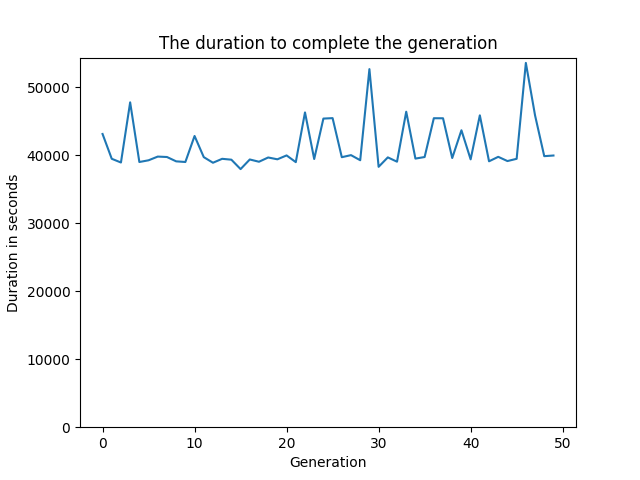 The duration to complete the generation
Duration in seconds
50000
40000
30000
20000
10000
0
0 10 20 30 40 50
Generation